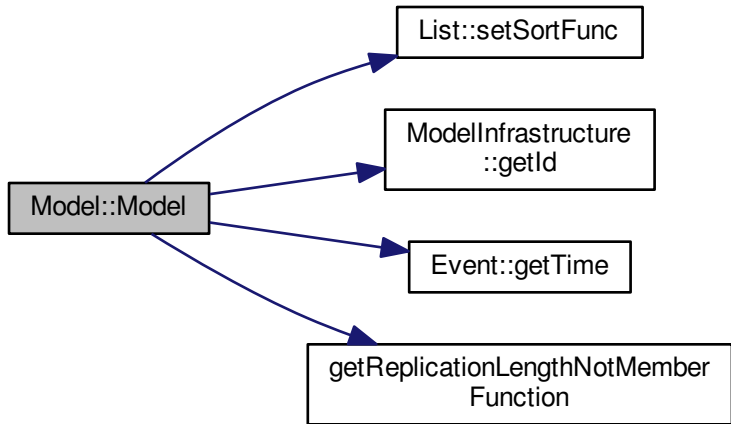 List::setSortFunc
ModelInfrastructure
::getId
Model::Model
Event::getTime
getReplicationLengthNotMember
Function